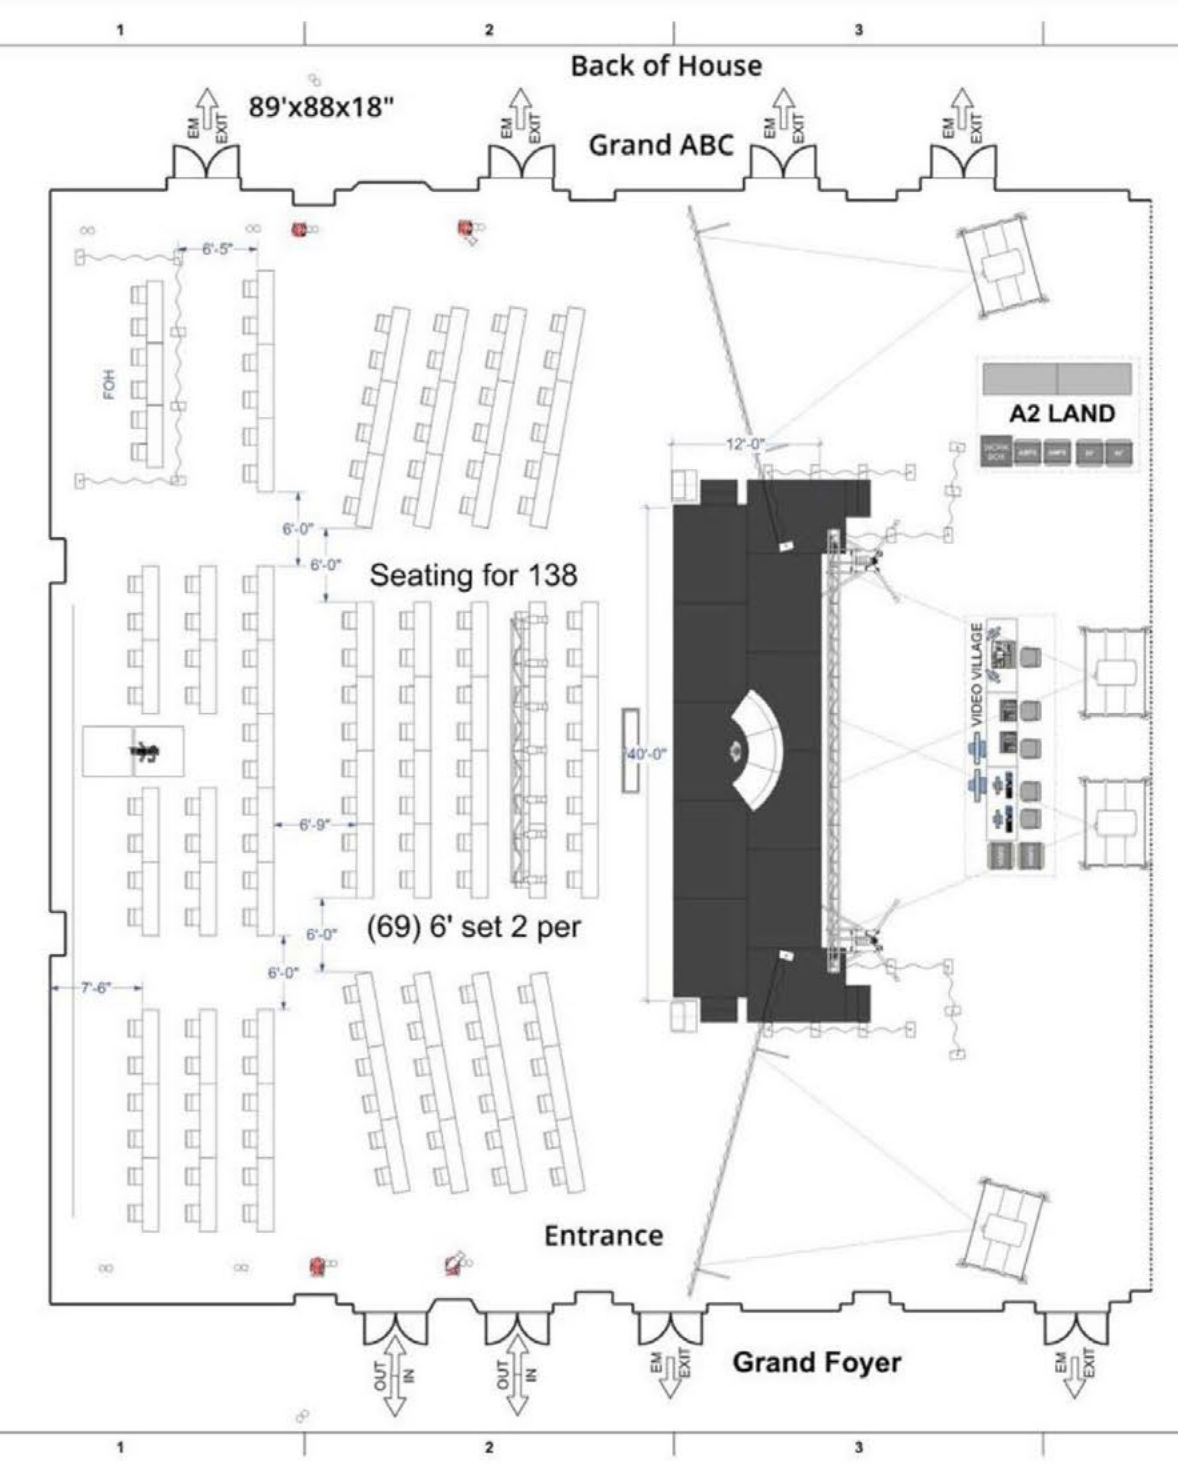 1 2 3
Back of House
89'x88x18"
EM EXIT
EM EXIT
EM EXIT
EM EXIT
Grand ABC
6'-5"
FOH
A2 LAND
WORK BOX
12'-0"
6'-0"
6'-0"
Seating for 138
VIDEO VILLAGE
40'-0"
6'-9"
(69) 6' set 2 per
6'-0"
6'-0"
7'-6"
Entrance
OUT IN
OUT IN
EM EXIT
Grand Foyer
EM EXIT
1 2 3